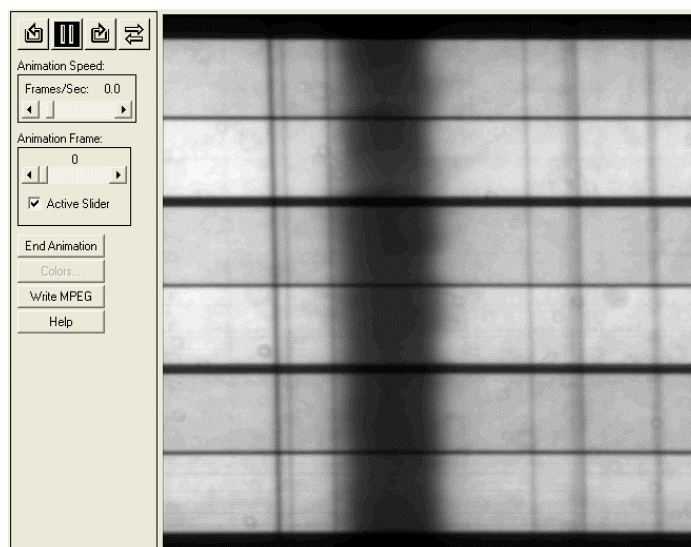 Animation Speed:
Frames/Sec: 0.0
Animation Frame:
0
Active Slider
End Animation
Colors...
Write MPEG
Help